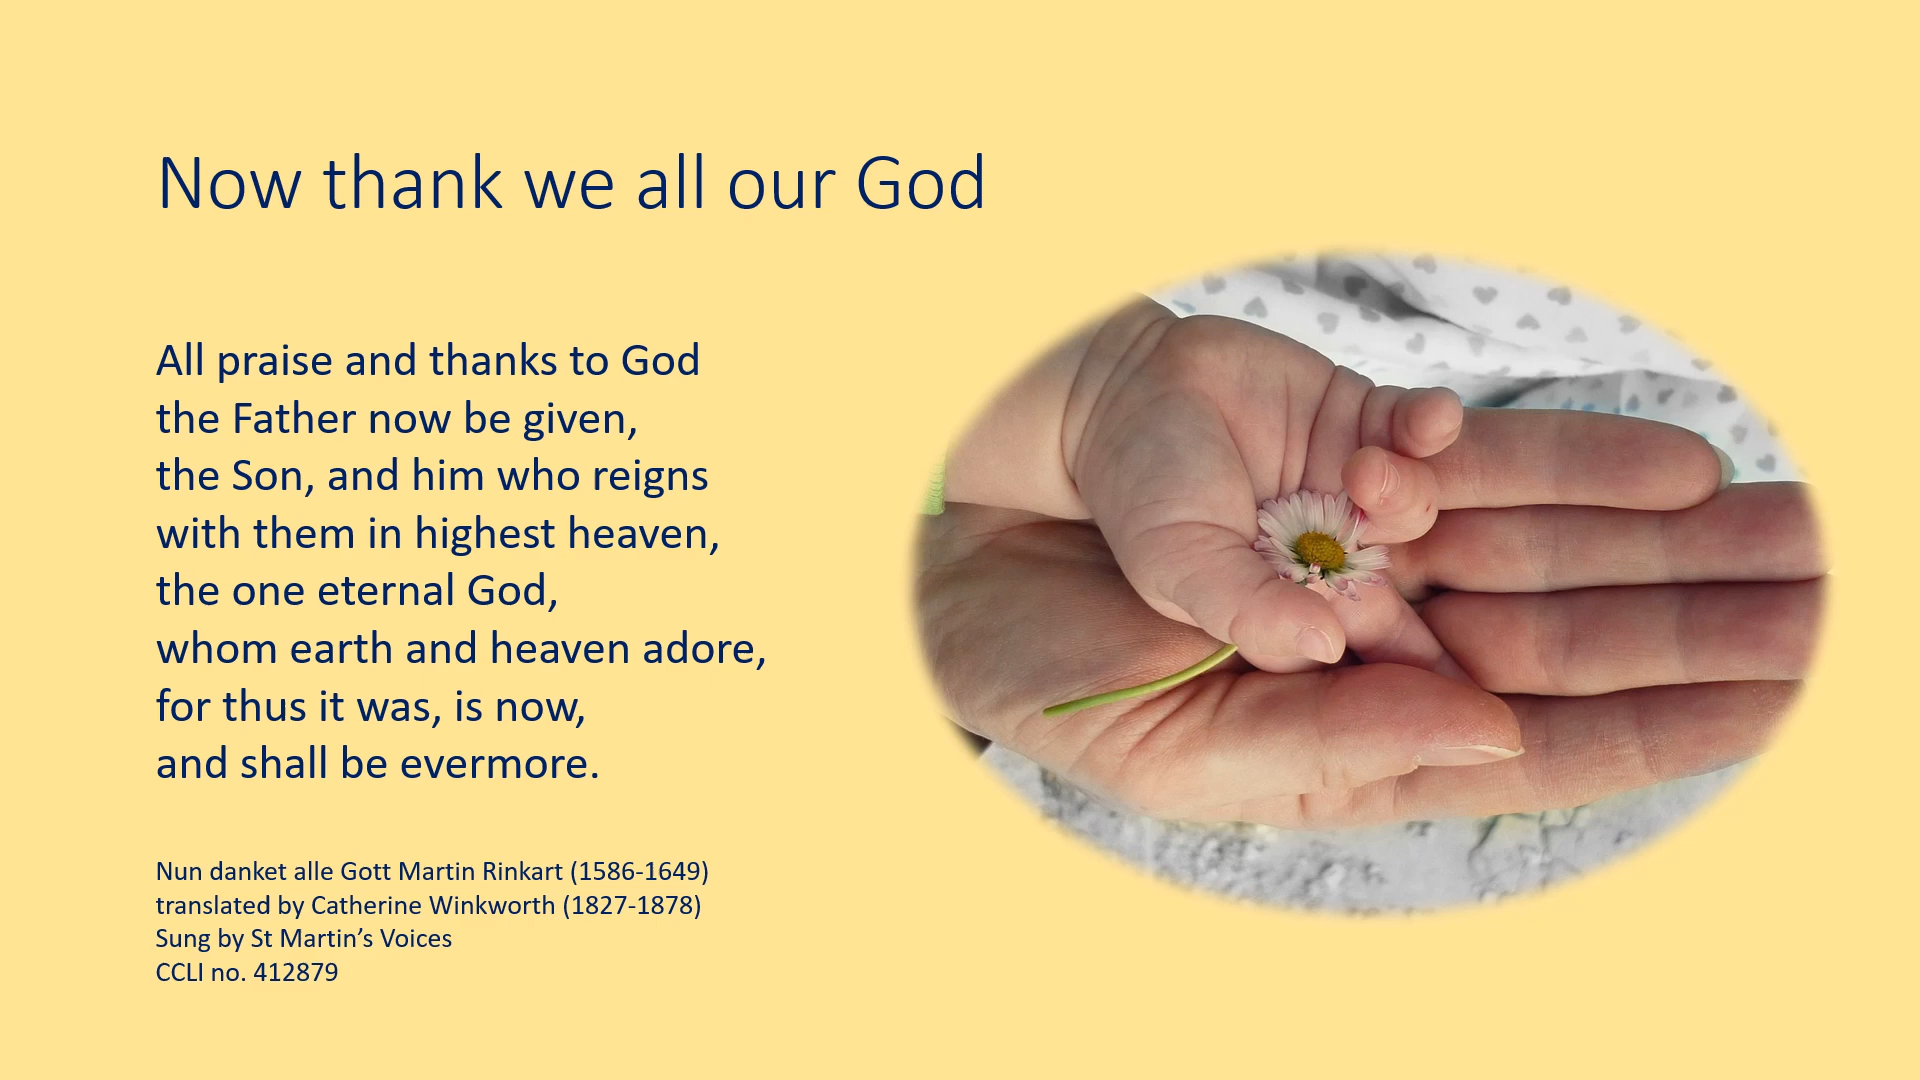 Now thank we all our God
All praise and thanks to God
the Father now be given,
the Son, and him who reigns
with them in highest heaven,
the one eternal God,
whom earth and heaven adore,
for thus it was, is now,
and shall be evermore.
Nun danket alle Gott Martin Rinkart (1586-1649)
translated by Catherine Winkworth (1827-1878)
Sung by St Martin’s Voices
CCLI no. 412879